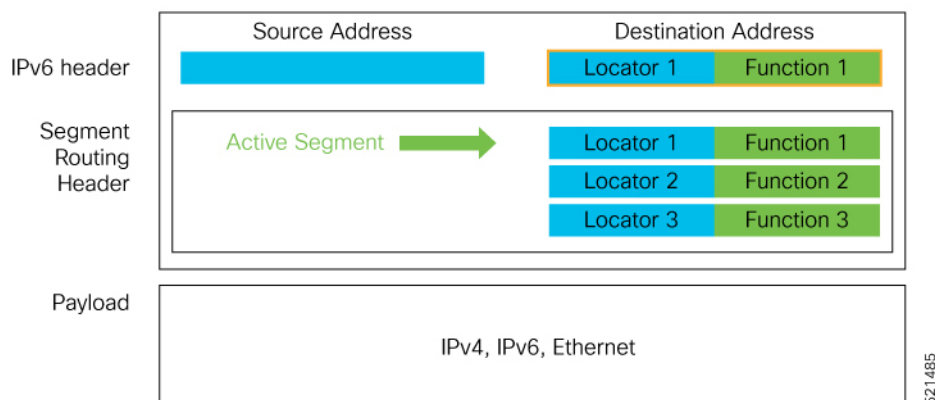 Source Address
Destination Address
IPv6 header
Locator 1
Function 1
Segment
Routing
Header
Active Segment
Locator 1
Function 1
Locator 2
Function 2
Locator 3
Function 3
Payload
IPv4, IPv6, Ethernet
521485